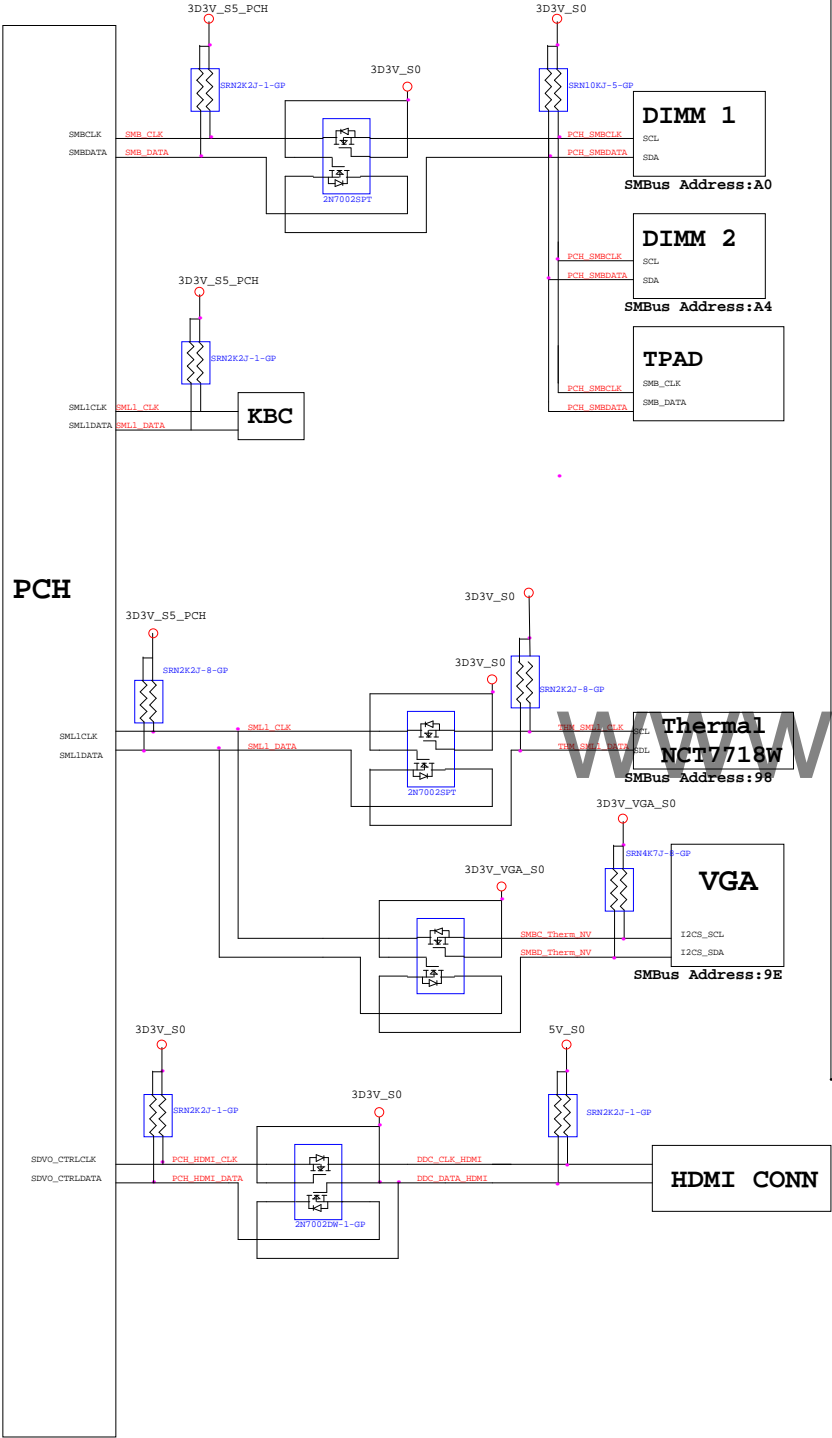 3D3V_S5_PCH
3D3V_S0
3D3V_S0
SRN2K2J-1-GP
SRN10KJ-5-GP
DIMM 1
SMBCLK
SMB_CLK
PCH_SMBCLK
SCL
SMBDATA
SMB_DATA
PCH_SMBDATA
SDA
SMBus Address:A0
2N7002SPT
DIMM 2
PCH_SMBCLK
SCL
PCH_SMBDATA
SDA
SMBus Address:A4
3D3V_S5_PCH
SRN2K2J-1-GP
TPAD
PCH_SMBCLK
SMB_CLK
PCH_SMBDATA
SMB_DATA
SML1CLK
SML1_CLK
SML1DATA
SML1_DATA
KBC
PCH
3D3V_S5_PCH
3D3V_S0
3D3V_S0
SRN2K2J-8-GP
SRN2K2J-8-GP
SML1CLK
SML1_CLK
THM_SML1_CLK
SCL
Thermal
SML1DATA
SML1_DATA
THM_SML1_DATA
SDL
NCT7718W
SMBus Address:98
WWW
2N7002SPT
3D3V_VGA_S0
SRN4K7J-8-GP
3D3V_VGA_S0
VGA
SMBC_Therm_NV
I2CS_SCL
SMBD_Therm_NV
I2CS_SDA
SMBus Address:9E
3D3V_S0
5V_S0
3D3V_S0
SRN2K2J-1-GP
SRN2K2J-1-GP
SDVO_CTRLCLK
PCH_HDMI_CLK
DDC_CLK_HDMI
SDVO_CTRLDATA
PCH_HDMI_DATA
DDC_DATA_HDMI
HDMI CONN
2N7002DW-1-GP